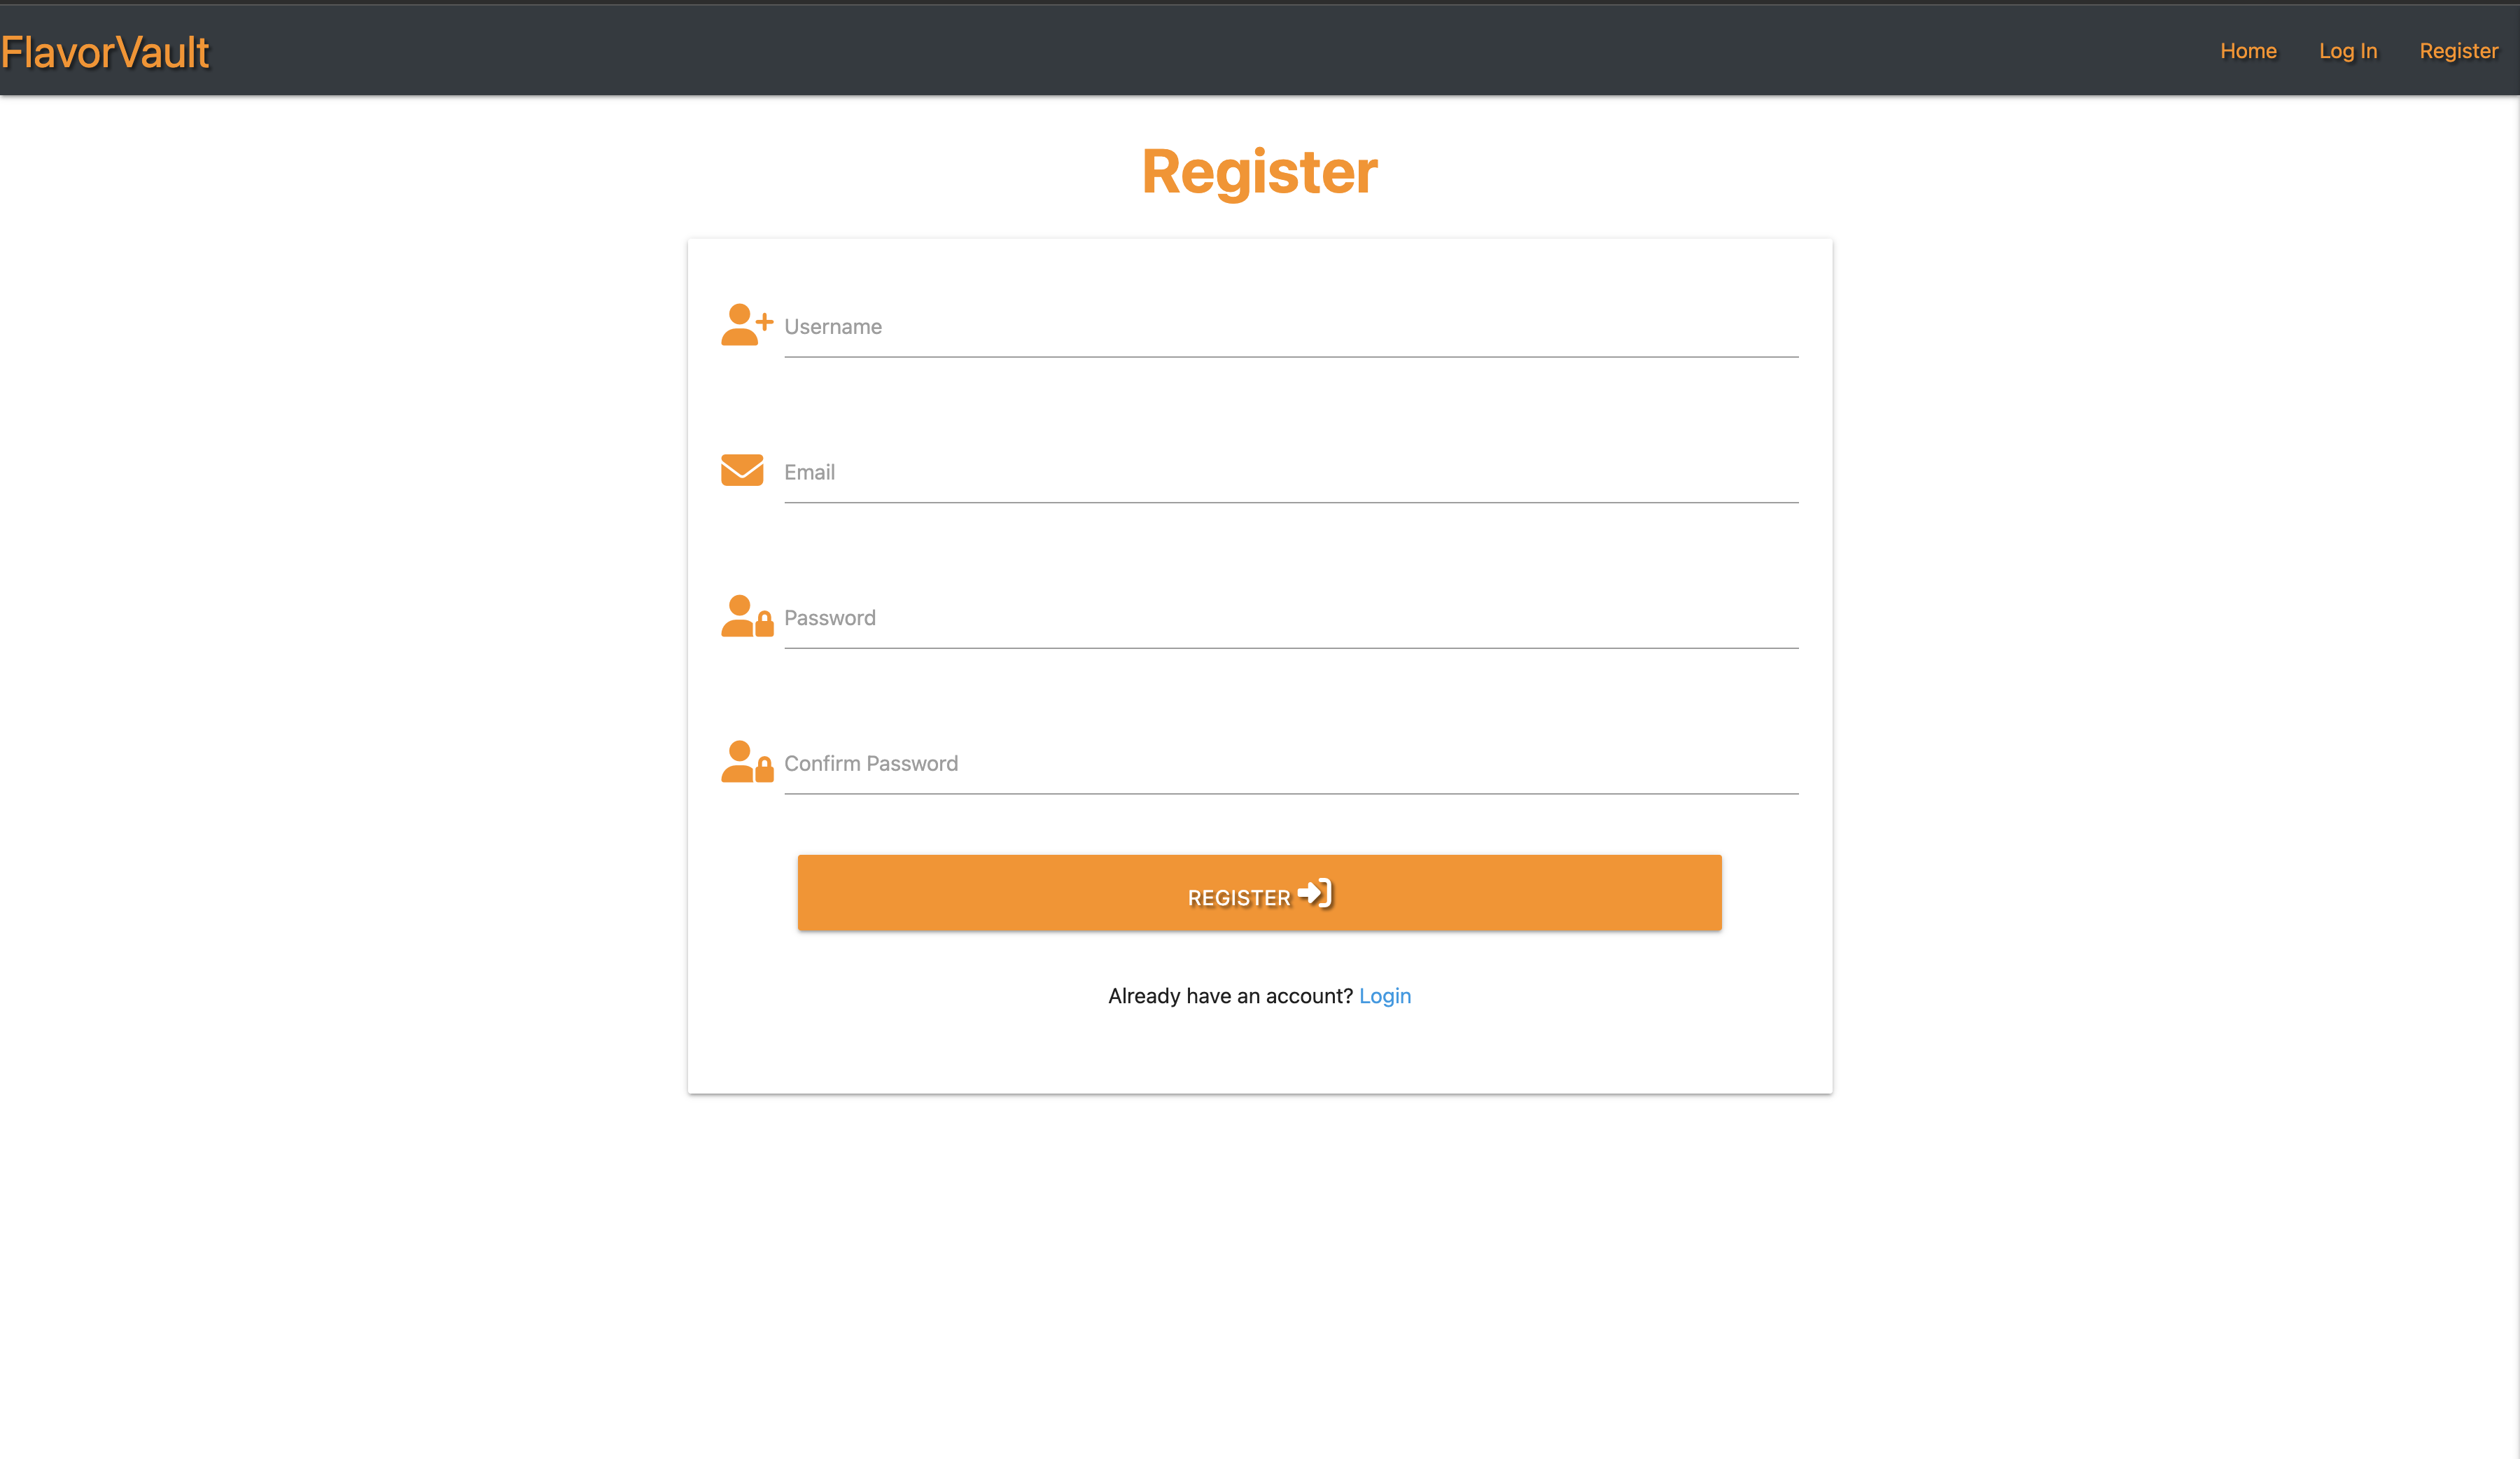 FlavorVault
Home Log In Register
Register
Username
Email
Password
Confirm Password
REGISTER
Already have an account? Login